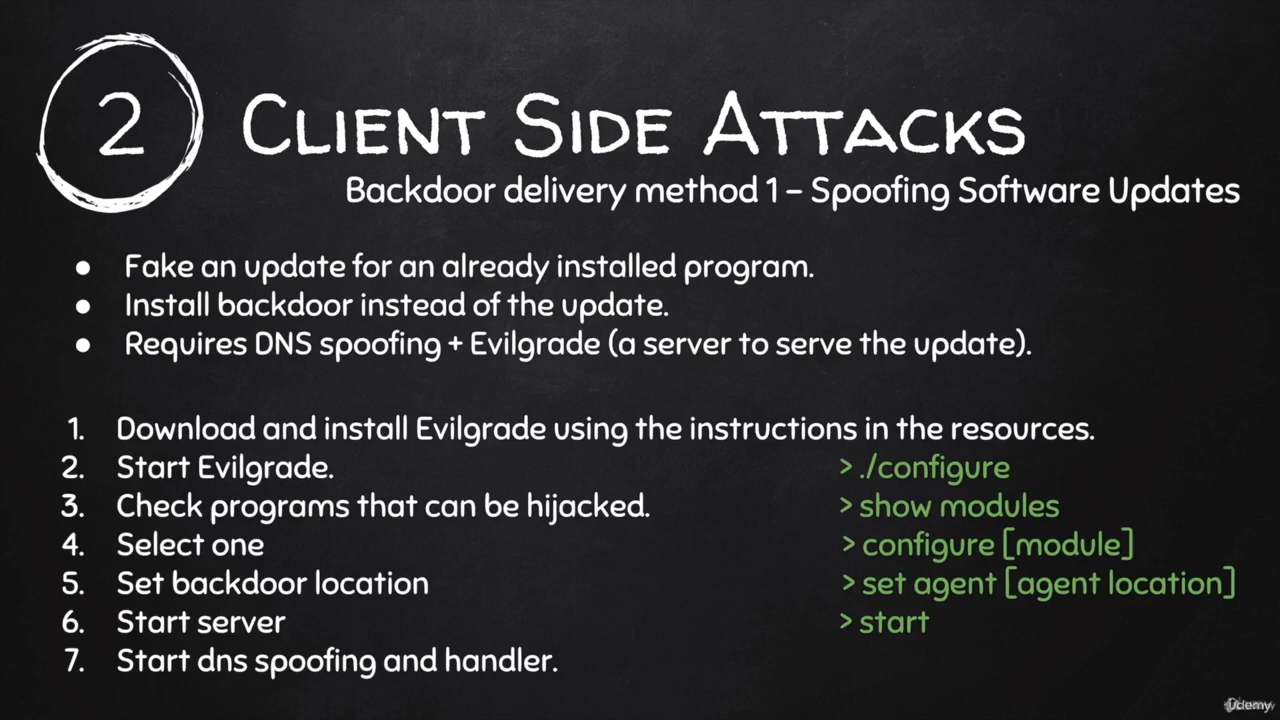 2
CLIENT SIDE ATTACKS
Backdoor delivery method 1 – Spoofing Software Updates
● Fake an update for an already installed program.
● Install backdoor instead of the update.
● Requires DNS spoofing + Evilgrade (a server to serve the update).
1. Download and install Evilgrade using the instructions in the resources.
2. Start Evilgrade. > ./configure
3. Check programs that can be hijacked. > show modules
4. Select one > configure [module]
5. Set backdoor location > set agent [agent location]
6. Start server > start
7. Start dns spoofing and handler.
Udemy